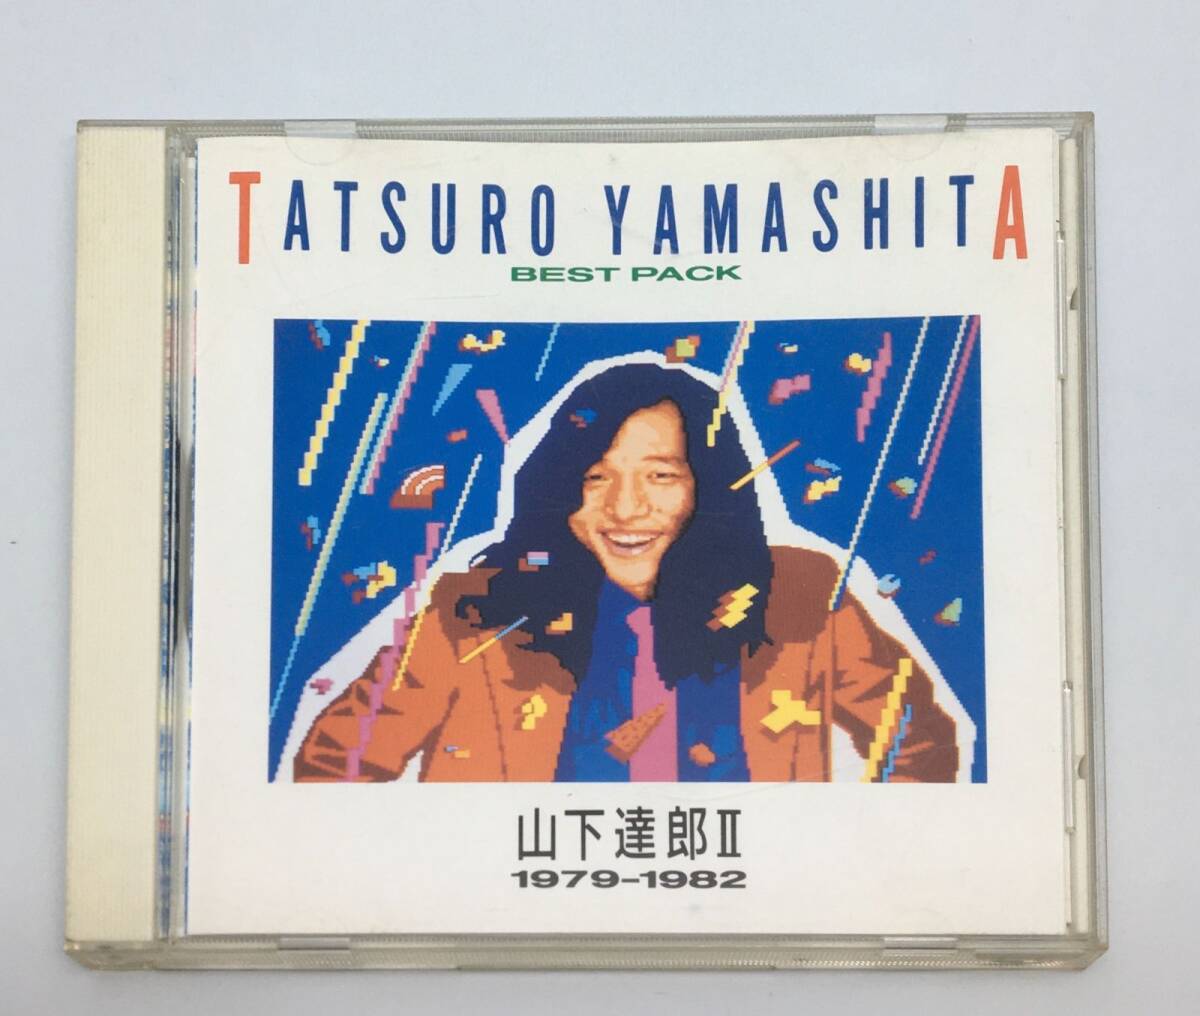 TATSURO YAMASHITA
BEST PACK
山下達郎Ⅱ
1979-1982